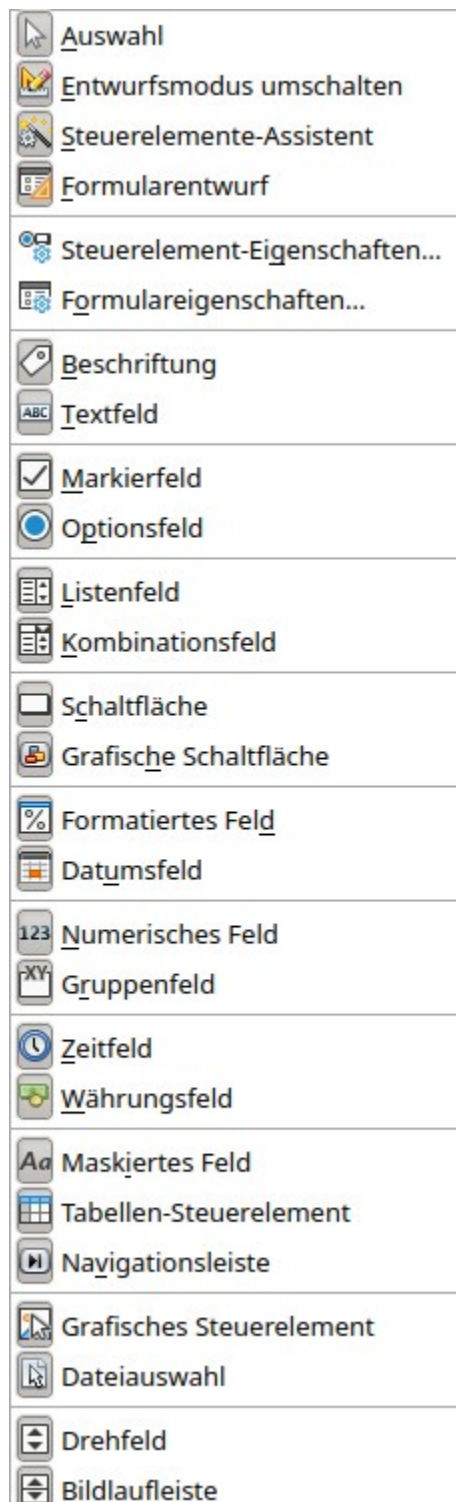 Auswahl
Entwurfsmodus umschalten
Steuerelemente-Assistent
Formularentwurf
Steuerelement-Eigenschaften...
Formulareigenschaften...
Beschriftung
ABC Textfeld
Markierfeld
Optionsfeld
Listenfeld
Kombinationsfeld
Schaltfläche
Grafische Schaltfläche
% Formatiertes Feld
Datumsfeld
123 Numerisches Feld
XY Gruppenfeld
Zeitfeld
Währungsfeld
Aa Maskiertes Feld
Tabellen-Steuerelement
Navigationsleiste
Grafisches Steuerelement
Dateiauswahl
Drehfeld
Bildlaufleiste